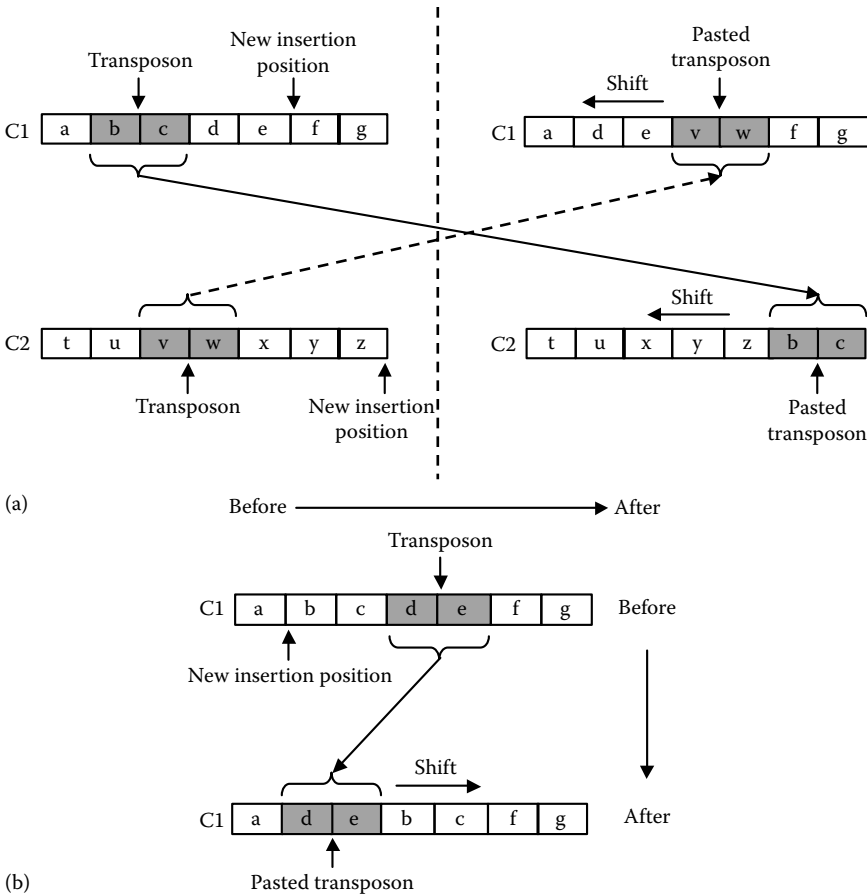 Transposon
New insertion
position
C1 a b c d e f g
Pasted
transposon
Shift
C1 a d e v w f g
C2 t u v w x y z
Transposon
New insertion
position
Shift
C2 t u x y z b c
Pasted
transposon
(a)
Before
After
Transposon
C1 a b c d e f g
Before
New insertion position
Shift
C1 a d e b c f g
After
Pasted transposon
(b)